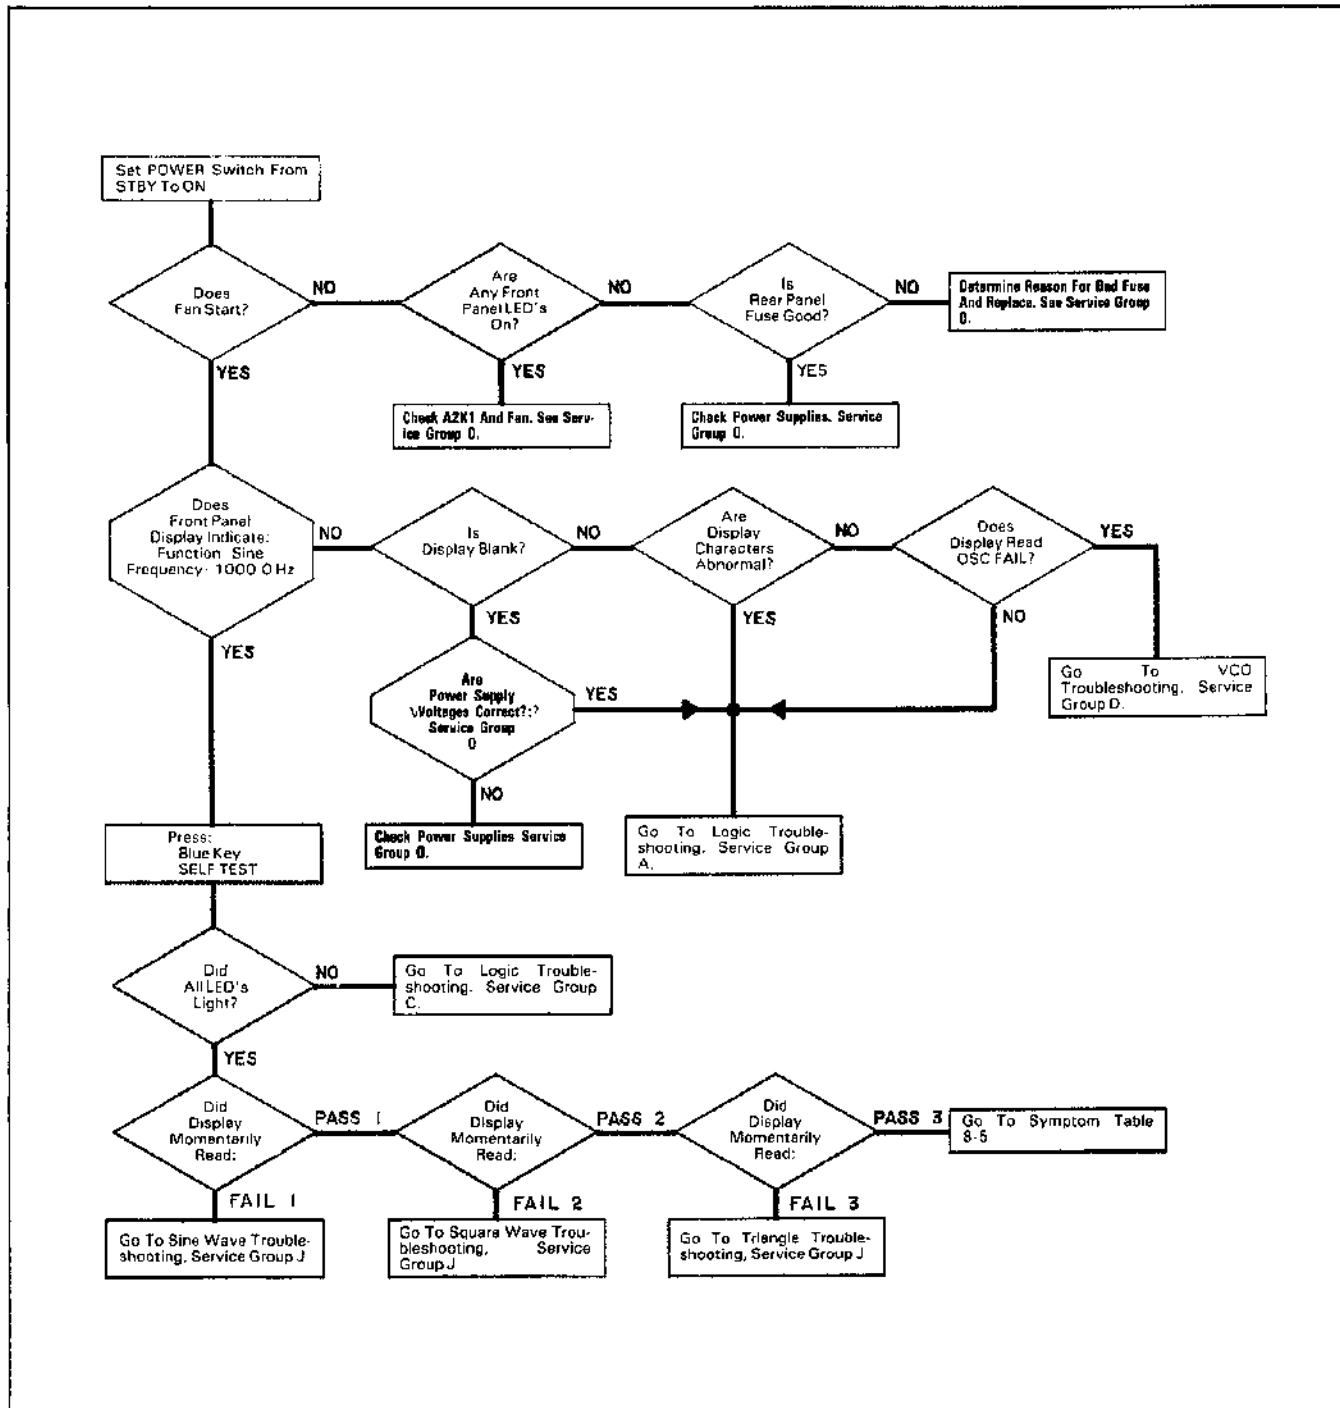 Set POWER Switch From
STBY To ON
Does
Fan Start?
NO
Are
Any Front
Panel LED's
On?
NO
Is
Rear Panel
Fuse Good?
NO
Determine Reason For Bad Fuse
And Replace. See Service Group
O.
YES
YES
YES
Check A2K1 And Fan. See Serv-
ice Group O.
Check Power Supplies. Service
Group O.
Does
Front Panel
Display Indicate:
Function Sine
Frequency: 1000.0 Hz
NO
Is
Display Blank?
NO
Are
Display
Characters
Abnormal?
NO
Does
Display Read
OSC FAIL?
YES
YES
YES
YES
NO
Are
Power Supply
Voltages Correct?:?
Service Group
O
YES
Go To VCO
Troubleshooting, Service
Group D.
NO
Press:
Blue Key
SELF TEST
Check Power Supplies Service
Group O.
Go To Logic Trouble-
shooting, Service Group
A.
Did
All LED's
Light?
NO
Go To Logic Trouble-
shooting. Service Group
C.
YES
Did
Display
Momentarily
Read:
PASS 1
Did
Display
Momentarily
Read:
PASS 2
Did
Display
Momentarily
Read:
PASS 3
Go To Symptom Table
8-5
FAIL 1
FAIL 2
FAIL 3
Go To Sine Wave Trouble-
shooting, Service Group J
Go To Square Wave Trou-
bleshooting, Service
Group J
Go To Triangle Trouble-
shooting, Service Group J